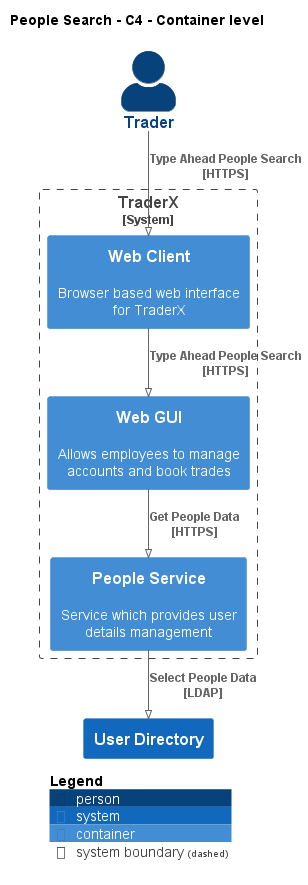 People Search - C4 - Container level
Trader
Type Ahead People Search
[HTTPS]
TraderX
[System]
Web Client
Browser based web interface
for TraderX
Type Ahead People Search
[HTTPS]
Web GUI
Allows employees to manage
accounts and book trades
Get People Data
[HTTPS]
People Service
Service which provides user
details management
Select People Data
[LDAP]
User Directory
Legend
person
system
container
system boundary (dashed)